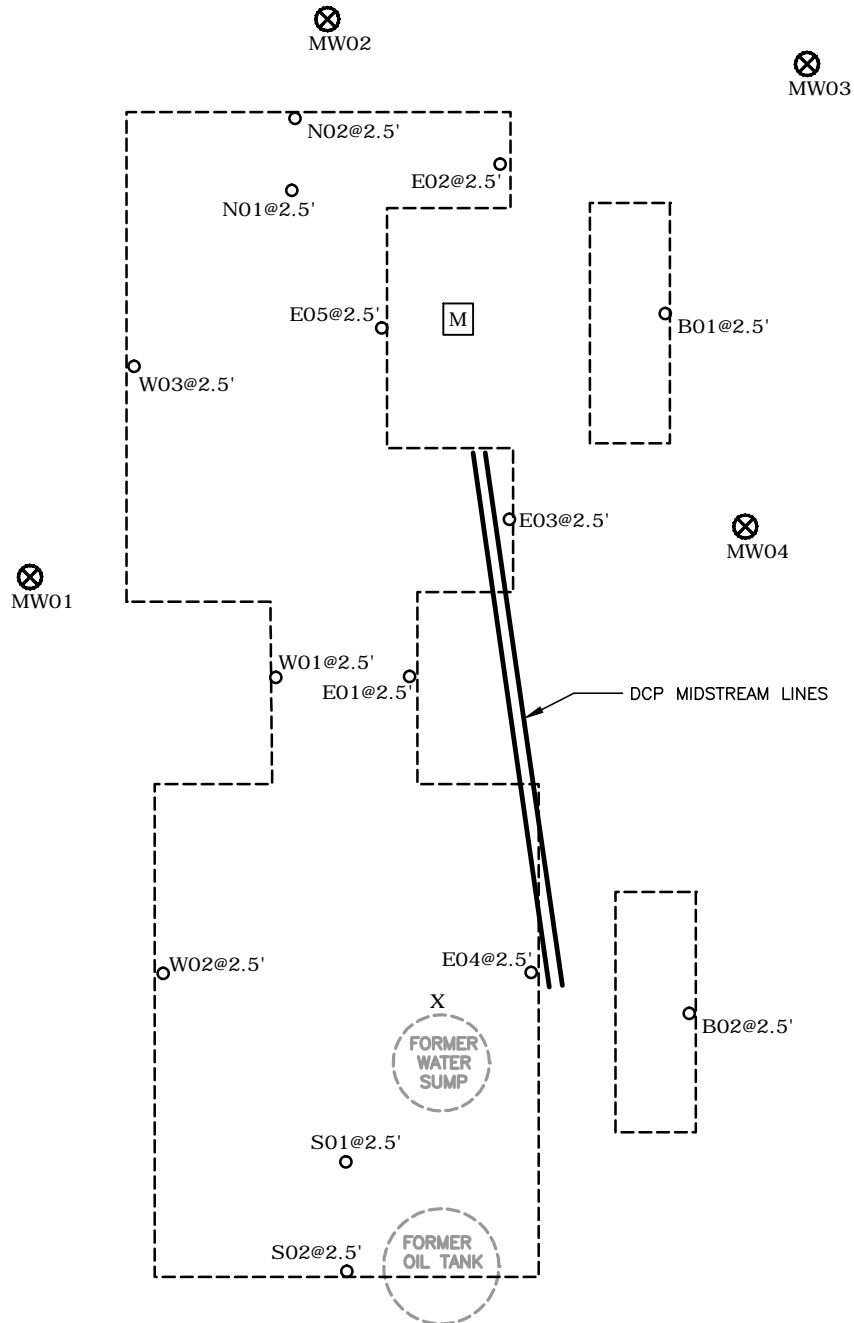 MW02
MW03
N02@2.5'
E02@2.5'
N01@2.5'
E05@2.5'
M
B01@2.5'
W03@2.5'
E03@2.5'
MW04
MW01
W01@2.5'
E01@2.5'
DCP MIDSTREAM LINES
W02@2.5'
E04@2.5'
X
B02@2.5'
FORMER
WATER
SUMP
S01@2.5'
S02@2.5'
FORMER
OIL TANK